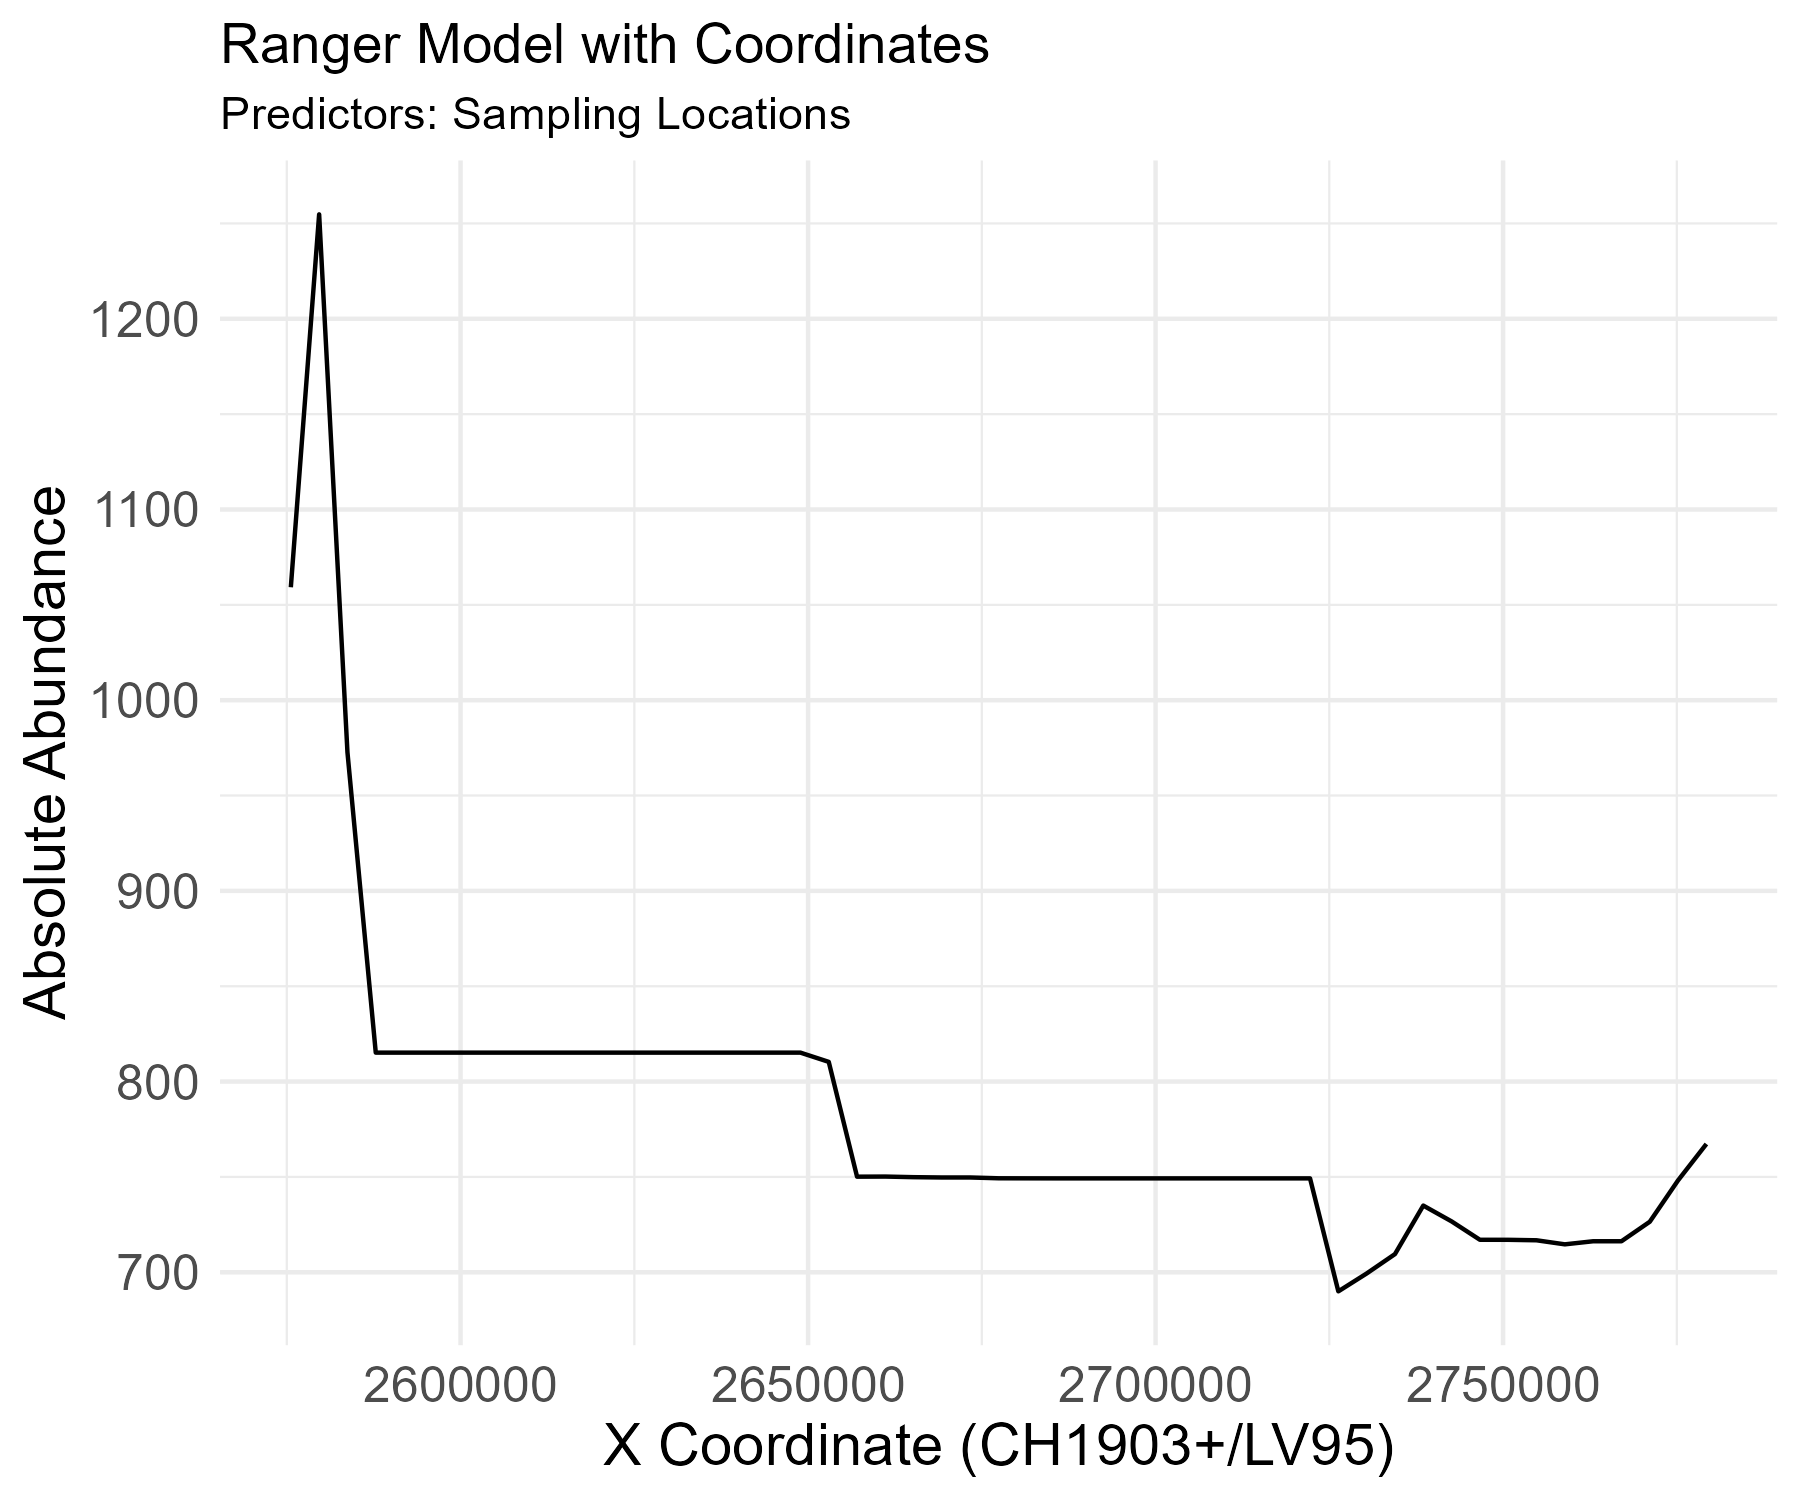 Ranger Model with Coordinates
Predictors: Sampling Locations
Absolute Abundance
1200
1100
1000
900
800
700
2600000 2650000 2700000 2750000
X Coordinate (CH1903+/LV95)